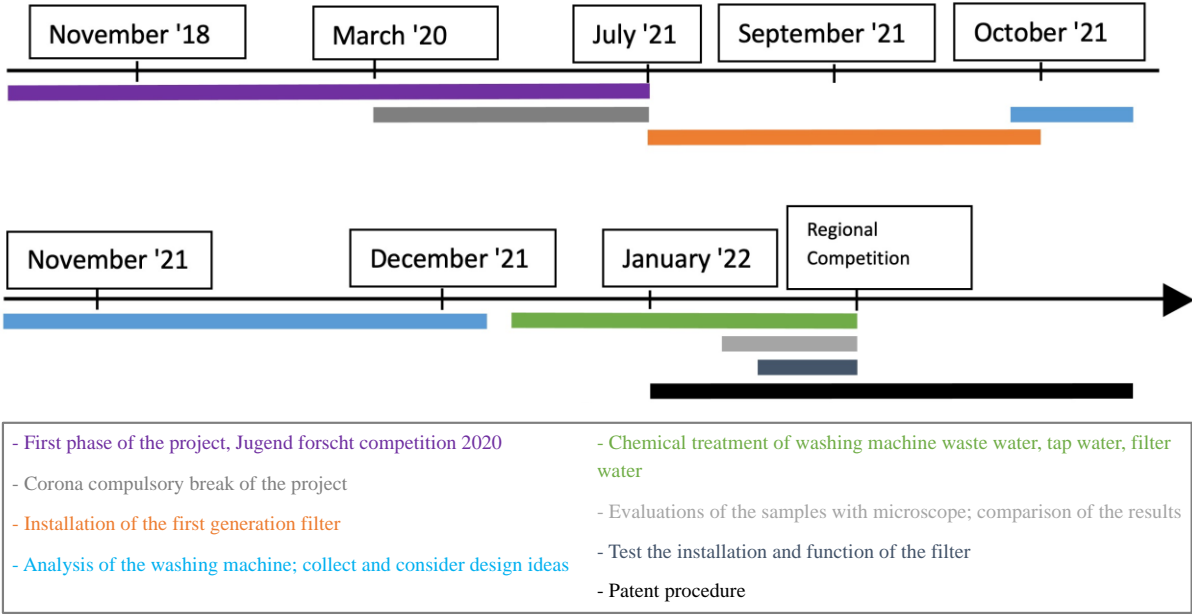 November '18
March '20
July '21
September '21
October '21
November '21
December '21
January '22
Regional
Competition
- First phase of the project, Jugend forscht competition 2020
- Corona compulsory break of the project
- Installation of the first generation filter
- Analysis of the washing machine; collect and consider design ideas
- Chemical treatment of washing machine waste water, tap water, filter
water
- Evaluations of the samples with microscope; comparison of the results
- Test the installation and function of the filter
- Patent procedure